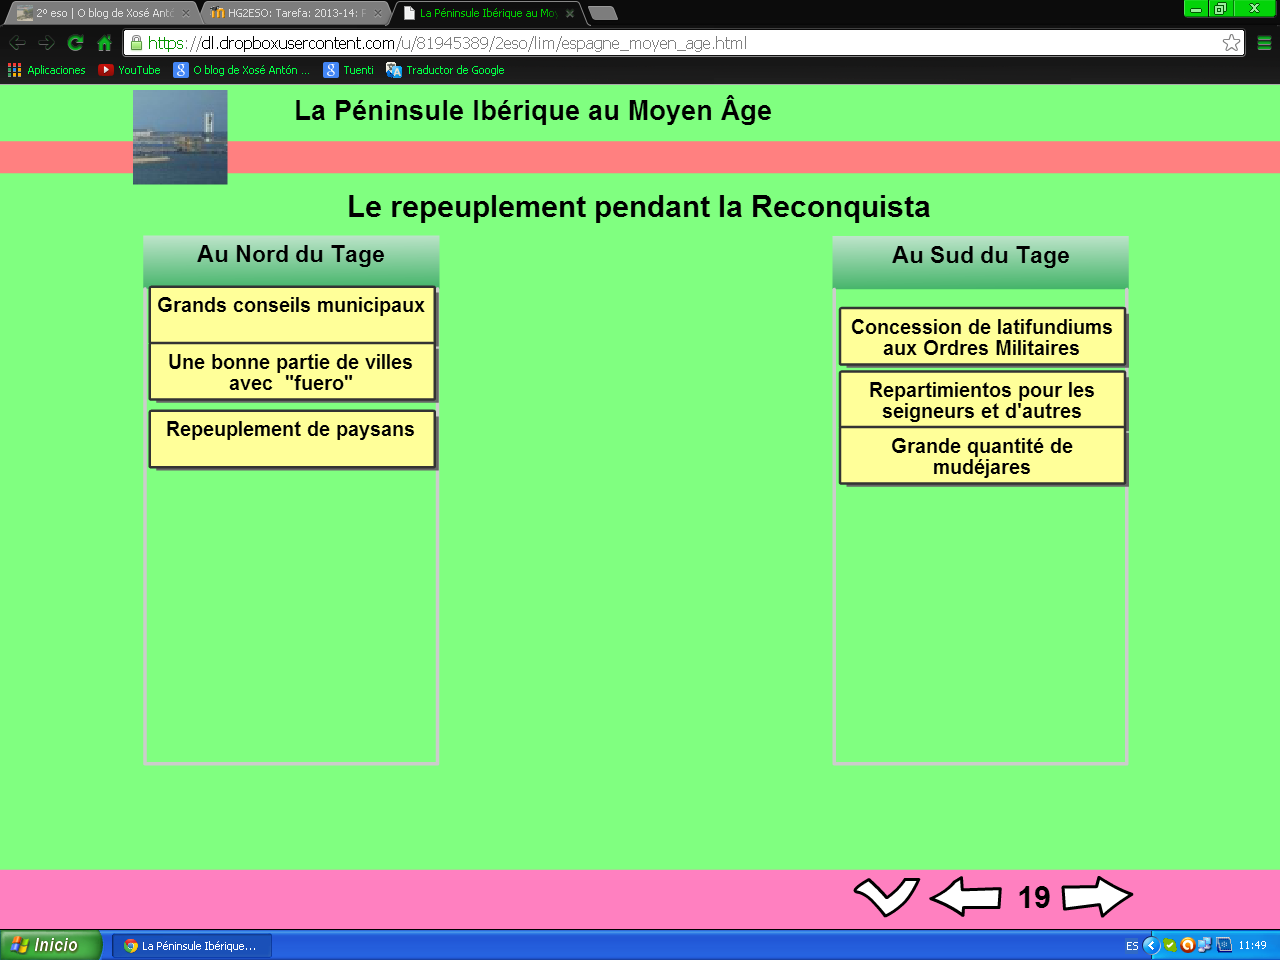 2º eso | O blog de Xosé Antó
HG2ESO: Tarefa: 2013-14: F
La Péninsule Ibérique au Moy
https://dl.dropboxusercontent.com/u/81945389/2eso/lim/espagne_moyen_age.html
Aplicaciones
YouTube
O blog de Xosé Antón ...
Tuenti
Traductor de Google
La Péninsule Ibérique au Moyen Âge
Le repeuplement pendant la Reconquista
Au Nord du Tage
Grands conseils municipaux
Une bonne partie de villes
avec "fuero"
Repeuplement de paysans
Au Sud du Tage
Concession de latifundiums
aux Ordres Militaires
Repartimientos pour les
seigneurs et d'autres
Grande quantité de
mudéjares
19
Inicio
La Péninsule Ibérique...
ES
11:49